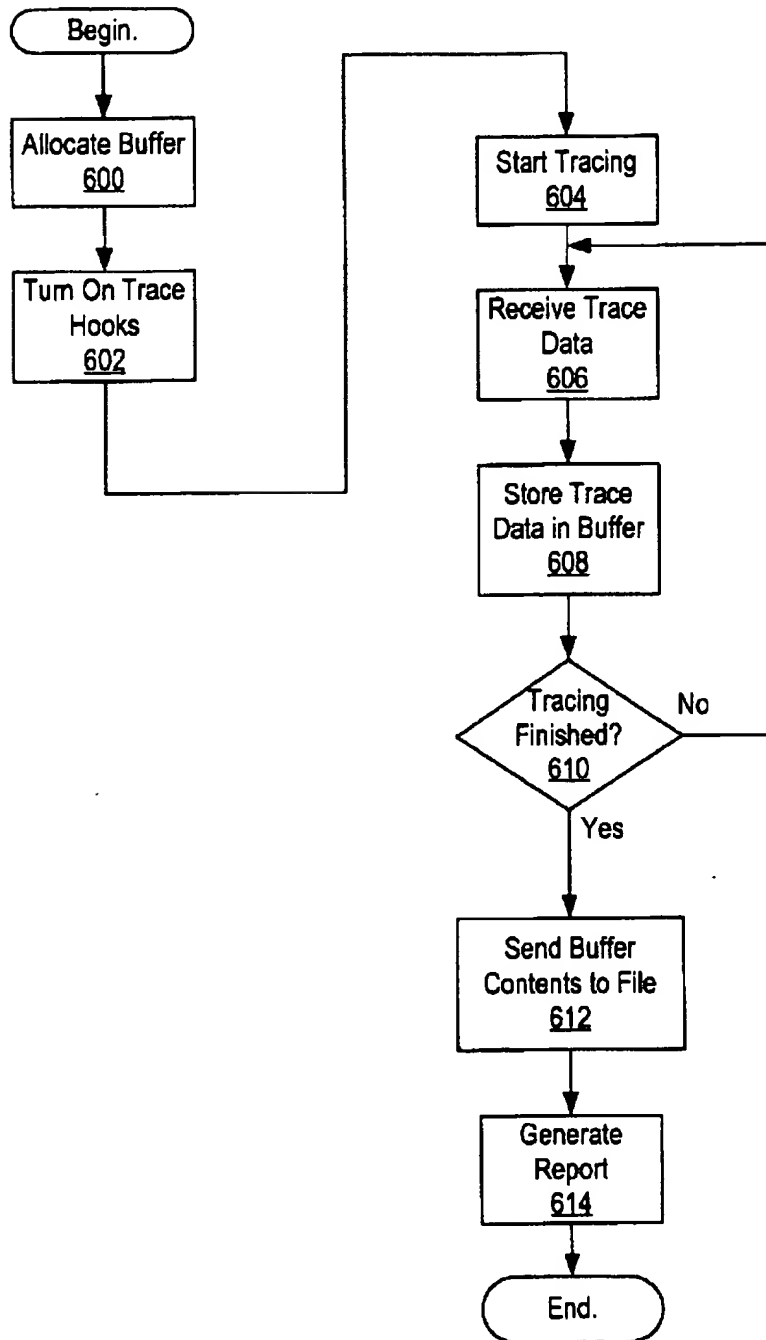 Begin.
Allocate Buffer
600
Turn On Trace
Hooks
602
Start Tracing
604
Receive Trace
Data
606
Store Trace
Data in Buffer
608
Tracing
Finished?
610
No
Yes
Send Buffer
Contents to File
612
Generate
Report
614
End.